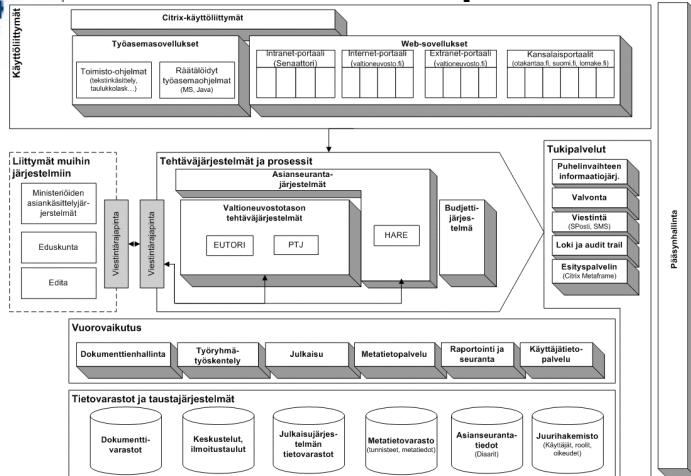 Käyttöliittymät
Citrix-käyttöliittymät
Työasemasovellukset
Toimisto-ohjelmat
(tekstinkäsittely,
taulukkolask…)
Räätälöidyt
työasemaohjelmat
(MS, Java)
Web-sovellukset
Intranet-portaali
(Senaattori)
Internet-portaali
(valtioneuvosto.fi)
Extranet-portaali
(valtioneuvosto.fi)
Kansalaisportaalit
(otakantaa.fi, suomi.fi, lomake.fi)
Pääsynhallinta
Liittymät muihin
järjestelmiin
Ministeriöiden
asiankäsittelyjär-
jerstelmät
Eduskunta
Edita
Viestintärajapinta
Viestintärajapinta
Tehtäväjärjestelmät ja prosessit
Asianseuranta-
järjestelmät
Valtioneuvostotason
tehtäväjärjestelmät
EUTORI
PTJ
HARE
Budjetti-
järjes-
telmä
Tukipalvelut
Puhelinvaihteen
informaatiojärj.
Valvonta
Viestintä
(SPosti, SMS)
Loki ja audit trail
Esityspalvelin
(Citrix Metaframe)
Vuorovaikutus
Dokumenttienhallinta
Työryhmä-
työskentely
Julkaisu
Metatietopalvelu
Raportointi ja
seuranta
Käyttäjätieto-
palvelu
Tietovarastot ja taustajärjestelmät
Dokumentti-
varastot
Keskustelut,
ilmoitustaulut
Julkaisujärjes-
telmän
tietovarastot
Metatietovarasto
(tunnisteet, metatiedot)
Asianseuranta-
tiedot
(Diaarit)
Juurihakemisto
(Käyttäjät, roolit,
oikeudet)